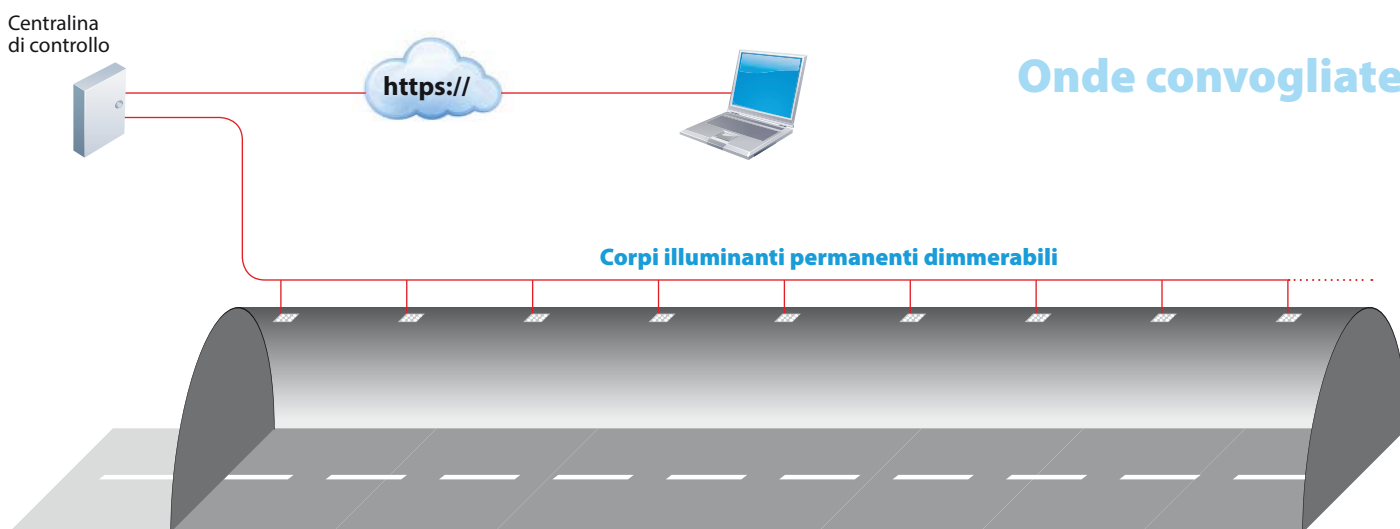 Centralina
di controllo
https://
Onde convogliate
Corpi illuminanti permanenti dimmerabili